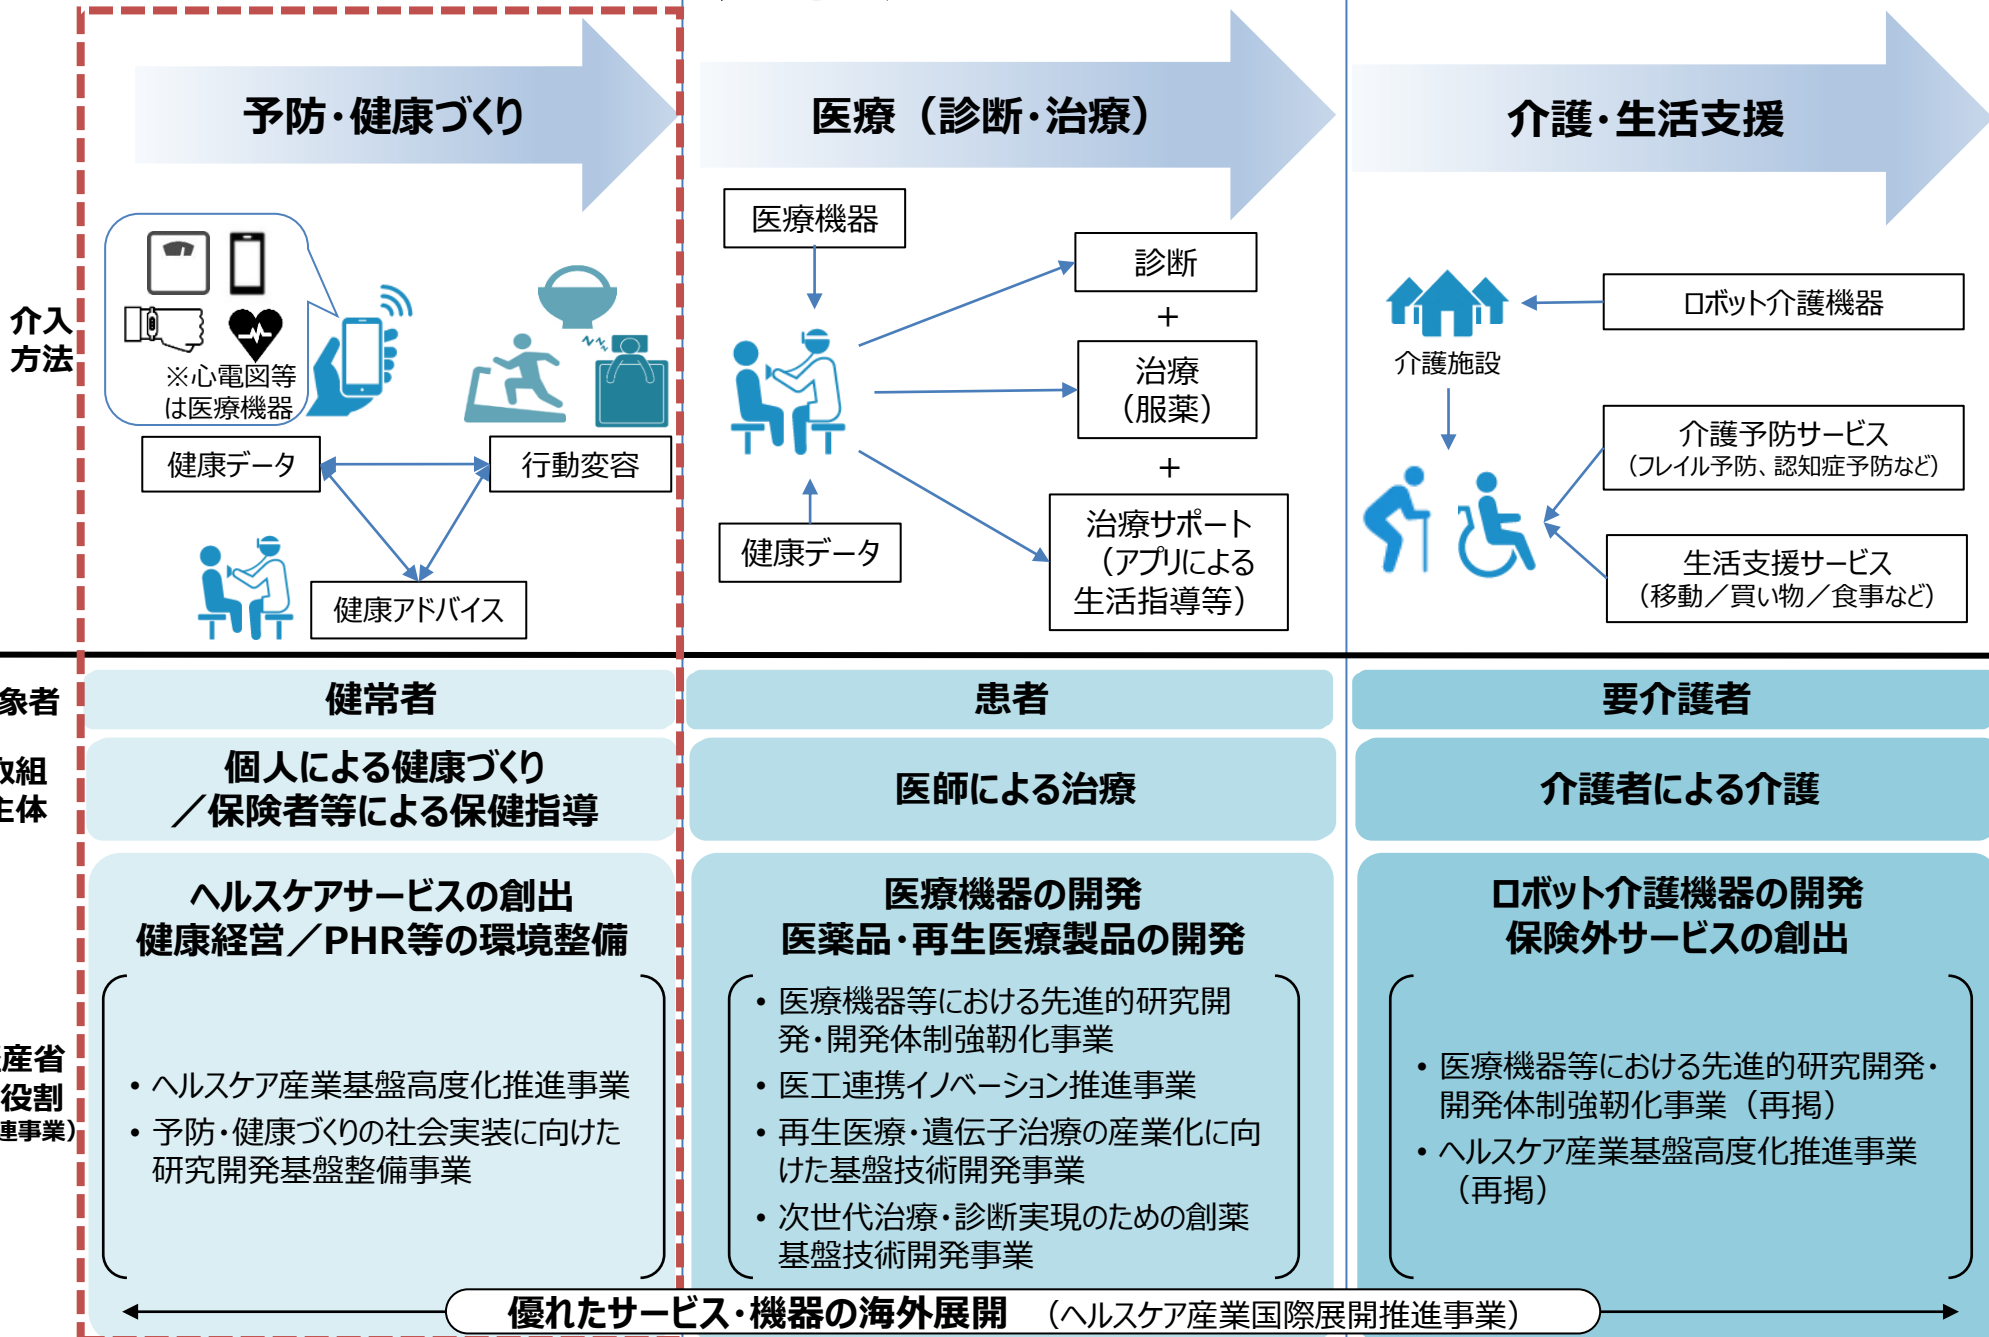 予防・健康づくり
医療（診断・治療）
介護・生活支援
介入
方法
※心電図等
は医療機器
健康データ
行動変容
健康アドバイス
医療機器
健康データ
診断
+
治療
（服薬）
+
治療サポート
（アプリによる
生活指導等）
介護施設
ロボット介護機器
介護予防サービス
（フレイル予防、認知症予防など）
生活支援サービス
（移動／買い物／食事など）
象者
健常者
患者
要介護者
取組
主体
個人による健康づくり
／保険者等による保健指導
医師による治療
介護者による介護
産省
役割
連事業）
ヘルスケアサービスの創出
健康経営／PHR等の環境整備
・ヘルスケア産業基盤高度化推進事業
・予防・健康づくりの社会実装に向けた
研究開発基盤整備事業
医療機器の開発
医薬品・再生医療製品の開発
・医療機器等における先進的研究開
発・開発体制強靭化事業
・医工連携イノベーション推進事業
・再生医療・遺伝子治療の産業化に向
けた基盤技術開発事業
・次世代治療・診断実現のための創薬
基盤技術開発事業
ロボット介護機器の開発
保険外サービスの創出
・医療機器等における先進的研究開発・
開発体制強靭化事業（再掲）
・ヘルスケア産業基盤高度化推進事業
（再掲）
優れたサービス・機器の海外展開 （ヘルスケア産業国際展開推進事業）